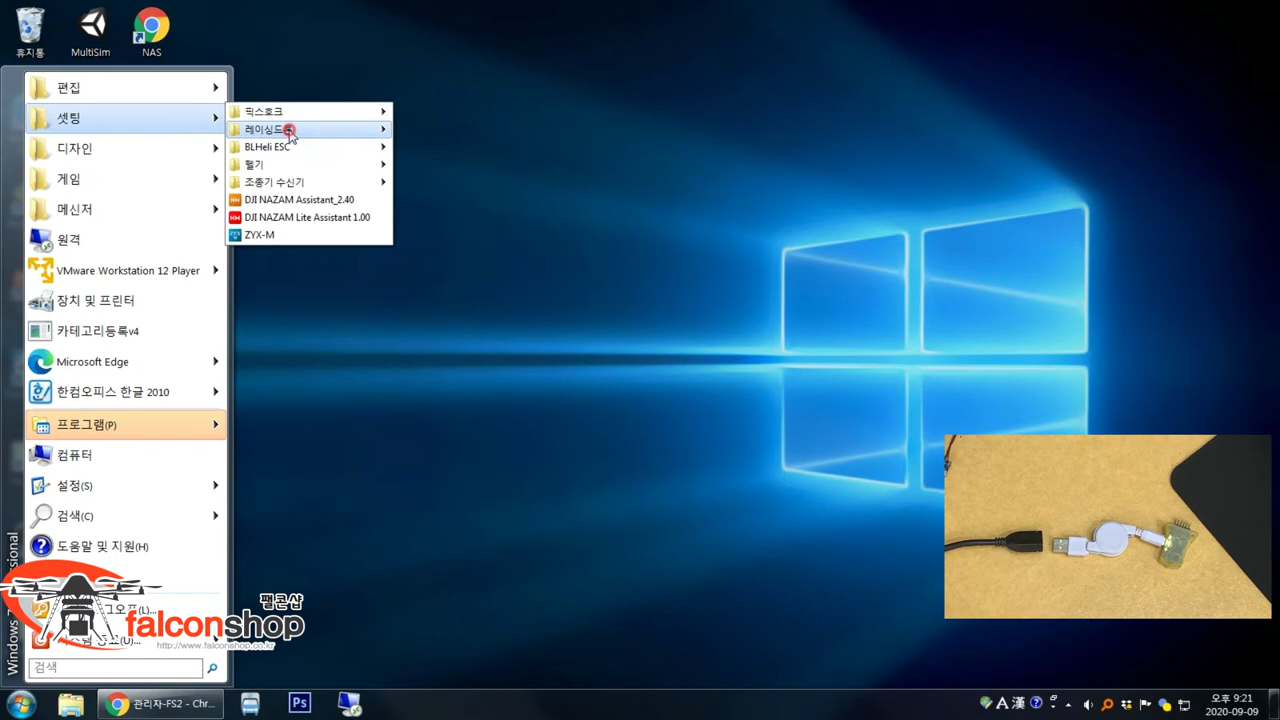 휴지통
MultiSim
NAS
편집
셋팅
디자인
게임
메신저
원격
VMware Workstation 12 Player
장치 및 프린터
카테고리등록v4
Microsoft Edge
한컴오피스 한글 2010
프로그램(P)
컴퓨터
설정(S)
검색(C)
도움말 및 지원(H)
검색
픽스호크
레이싱드
BLHeli ESC
헬기
조종기 수신기
DJI NAZAM Assistant_2.40
DJI NAZAM Lite Assistant 1.00
ZYX-M
팰콘샵
falconshop
http://www.falconshop.co.kr
관리자-FS2 - Chr...
Ps
A 漢
오후 9:21
2020-09-09